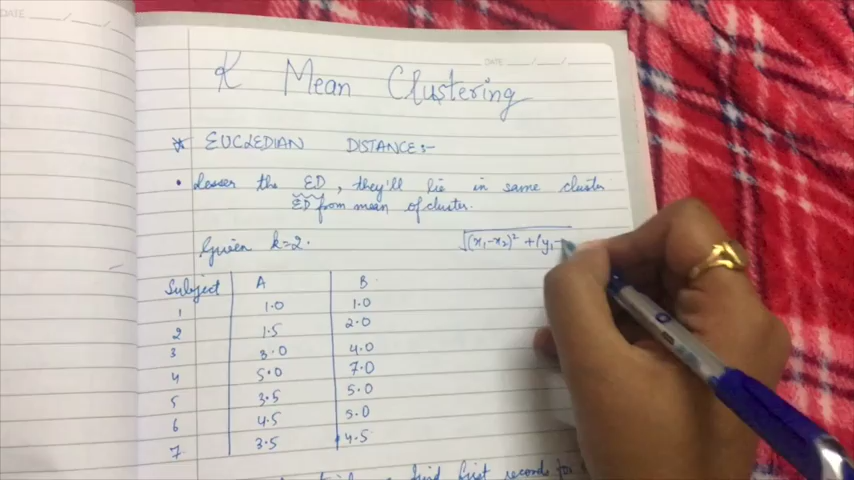 DATE
DATE
K Mean Clustering
* EUCLEDIAN DISTANCE:-
• Lesser the ED, they'll lie in same cluster
ED from mean of cluster.
Given k=2.
√(x₁-x₂)² + (y₁-
Subject A B
1 1.0 1.0
2 1.5 2.0
3 3.0 4.0
4 5.0 7.0
5 3.5 5.0
6 4.5 5.0
7 3.5 4.5
find first records for